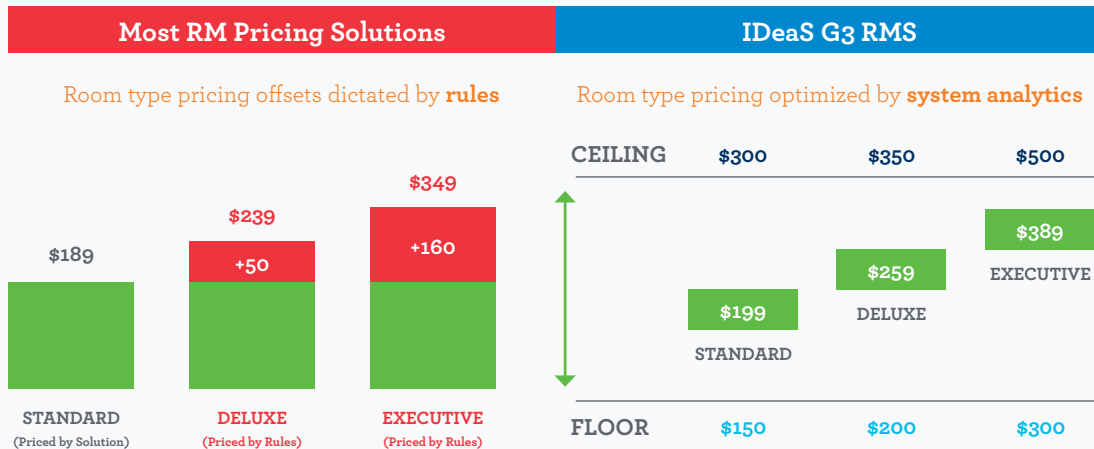 Most RM Pricing Solutions
Room type pricing offsets dictated by rules
$189
$239
+50
$349
+160
STANDARD
(Priced by Solution)
DELUXE
(Priced by Rules)
EXECUTIVE
(Priced by Rules)
IDeaS G3 RMS
Room type pricing optimized by system analytics
CEILING $300 $350 $500
$389
EXECUTIVE
$259
DELUXE
$199
STANDARD
FLOOR $150 $200 $300